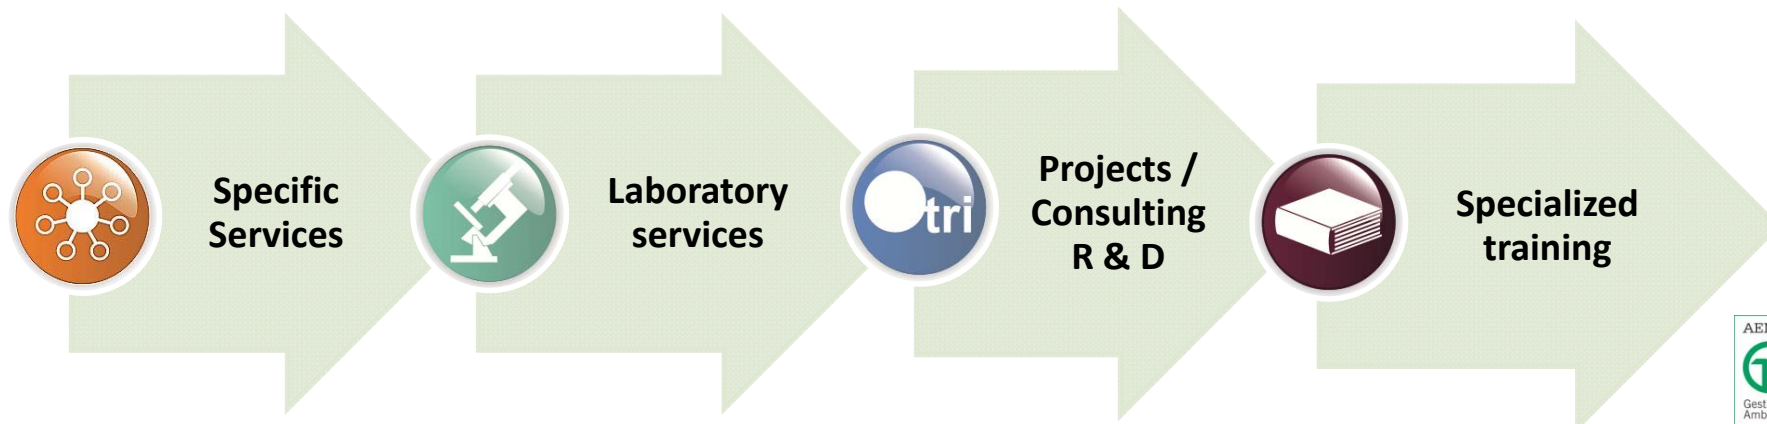 Specific
Services
Laboratory
services
tri
Projects /
Consulting
R & D
Specialized
training